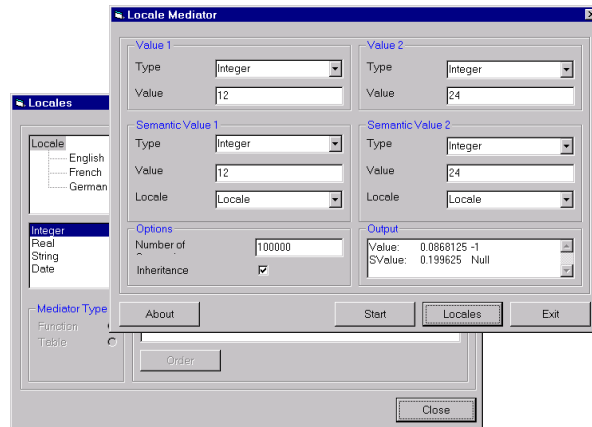 Locale Mediator
Value 1
Type Integer
Value 12
Value 2
Type Integer
Value 24
Semantic Value 1
Type Integer
Value 12
Locale Locale
Semantic Value 2
Type Integer
Value 24
Locale Locale
Options
Number of 100000
Inheritance
Output
Value: 0.0868125 -1
SValue: 0.199625 Null
About Start Locales Exit
Locales
Locale
English
French
German
Integer
Real
String
Date
Mediator Type
Function
Table
Order
Close